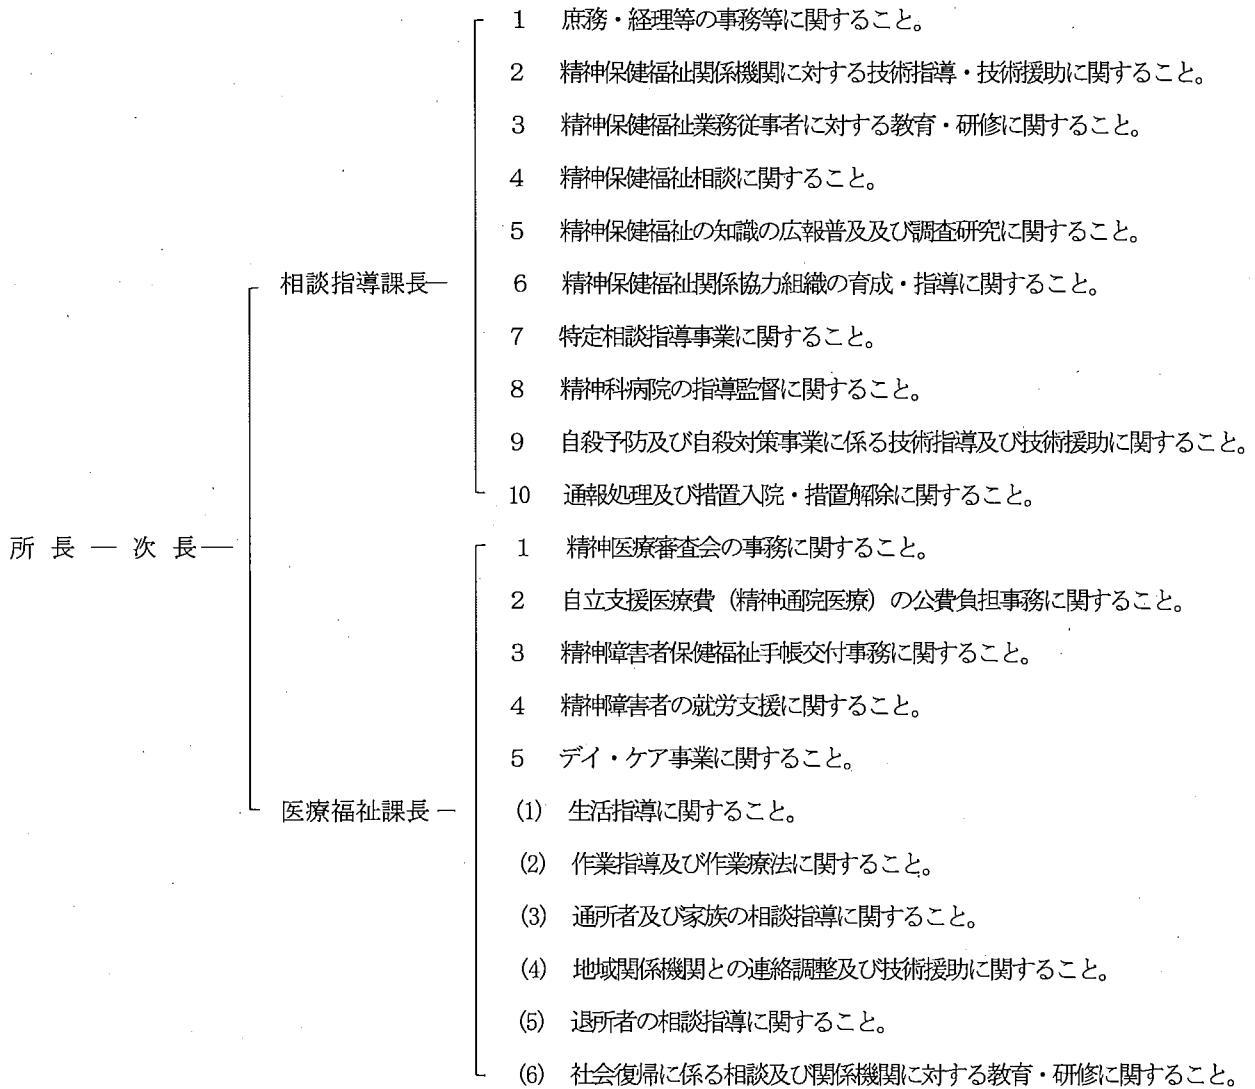 所 長 ― 次 長 ―
相談指導課長 ―
1 庶務・経理等の事務等に関すること。
2 精神保健福祉関係機関に対する技術指導・技術援助に関すること。
3 精神保健福祉業務従事者に対する教育・研修に関すること。
4 精神保健福祉相談に関すること。
5 精神保健福祉の知識の広報普及及び調査研究に関すること。
6 精神保健福祉関係協力組織の育成・指導に関すること。
7 特定相談指導事業に関すること。
8 精神科病院の指導監督に関すること。
9 自殺予防及び自殺対策事業に係る技術指導及び技術援助に関すること。
10 通報処理及び措置入院・措置解除に関すること。
医療福祉課長 ―
1 精神医療審査会の事務に関すること。
2 自立支援医療費（精神通院医療）の公費負担事務に関すること。
3 精神障害者保健福祉手帳交付事務に関すること。
4 精神障害者の就労支援に関すること。
5 デイ・ケア事業に関すること。
(1) 生活指導に関すること。
(2) 作業指導及び作業療法に関すること。
(3) 通所者及び家族の相談指導に関すること。
(4) 地域関係機関との連絡調整及び技術援助に関すること。
(5) 退所者の相談指導に関すること。
(6) 社会復帰に係る相談及び関係機関に対する教育・研修に関すること。